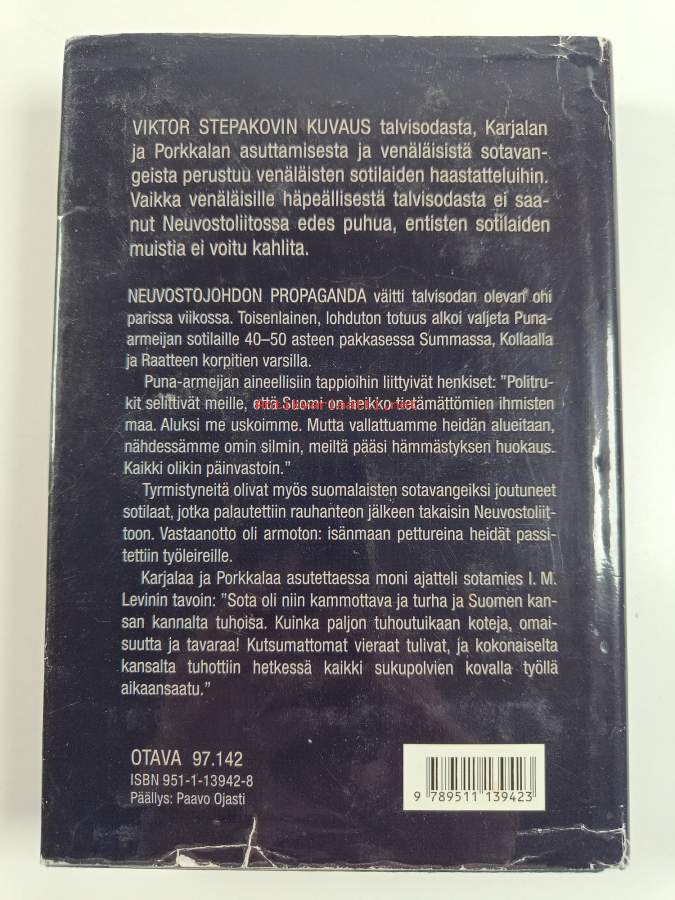 VIKTOR STEPAKOVIN KUVAUS talvisodasta, Karjalan
ja Porkkalan asuttamisesta ja venäläisistä sotavan-
geista perustuu venäläisten sotilaiden haastatteluihin.
Vaikka venäläisille häpeällisestä talvisodasta ei saa-
nut Neuvostoliitossa edes puhua, entisten sotilaiden
muistia ei voitu kahlita.
NEUVOSTOJOHDON PROPAGANDA väitti talvisodan olevan ohi
parissa viikossa. Toisenlainen, lohduton totuus alkoi valjeta Puna-
armeijan sotilaille 40–50 asteen pakkasessa Summassa, Kollaalla
ja Raatteen korpitien varsilla.
Puna-armeijan aineellisiin tappioihin liittyivät henkiset: ”Politru-
kit selittivät meille, että Suomi on heikko, tietämättömien ihmisten
maa. Aluksi me uskoimme. Mutta vallattuamme heidän alueitaan,
nähdessämme omin silmin, meiltä pääsi hämmästyksen huokaus.
Kaikki olikin päinvastoin.”
Tyrmistyneitä olivat myös suomalaisten sotavangeiksi joutuneet
sotilaat, jotka palautettiin rauhanteon jälkeen takaisin Neuvostoliit-
toon. Vastaanotto oli armoton: isänmaan pettureina heidät passi-
tettiin työleireille.
Karjalaa ja Porkkalaa asutettaessa moni ajatteli sotamies I. M.
Levinin tavoin: ”Sota oli niin kammottava ja turha ja Suomen kan-
san kannalta tuhoisa. Kuinka paljon tuhoutuikaan koteja, omai-
suutta ja tavaraa! Kutsumattomat vieraat tulivat, ja kokonaiselta
kansalta tuhottiin hetkessä kaikki sukupolvien kovalla työllä
aikaansaatu.”
OTAVA 97.142
ISBN 951-1-13942-8
Päällys: Paavo Ojasti
9 789511 139423